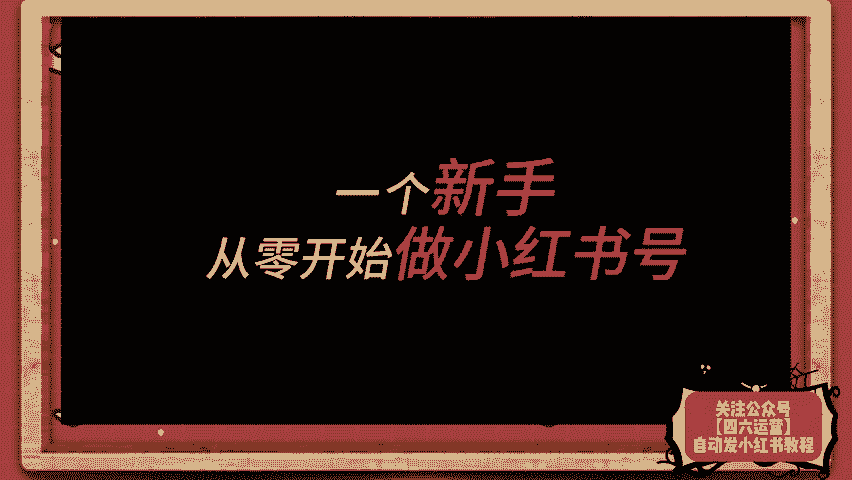 一个新手
从零开始做小红书号
关注公众号
【四六运营】
自动发小红书教程